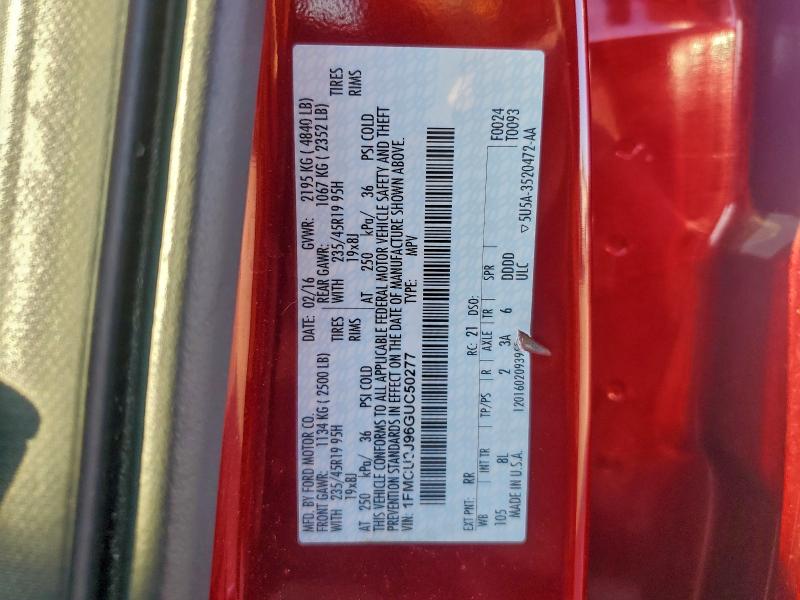 MFD. BY FORD MOTOR CO. DATE: 02/16 GVWR: 2195 KG ( 4840 LB)
FRONT GAWR: 1134 KG ( 2500 LB) REAR GAWR: 1067 KG ( 2352 LB)
WITH 235/45R19 95H TIRES WITH 235/45R19 95H TIRES
19x8J RIMS 19x8J RIMS
AT 250 kPa/ 36 PSI COLD AT 250 kPa/ 36 PSI COLD
THIS VEHICLE CONFORMS TO ALL APPLICABLE FEDERAL MOTOR VEHICLE SAFETY AND THEFT
PREVENTION STANDARDS IN EFFECT ON THE DATE OF MANUFACTURE SHOWN ABOVE.
VIN: 1FMCU9J96GUC50277 TYPE: MPV
EXT PNT: RR RC: 21 DSO: F0024
T0093
WB INT TR TP/PS R AXLE TR SPR
105 8L 2 3A 6 DDDD
ULC
MADE IN U.S.A. ▽5U5A-3520472-AA